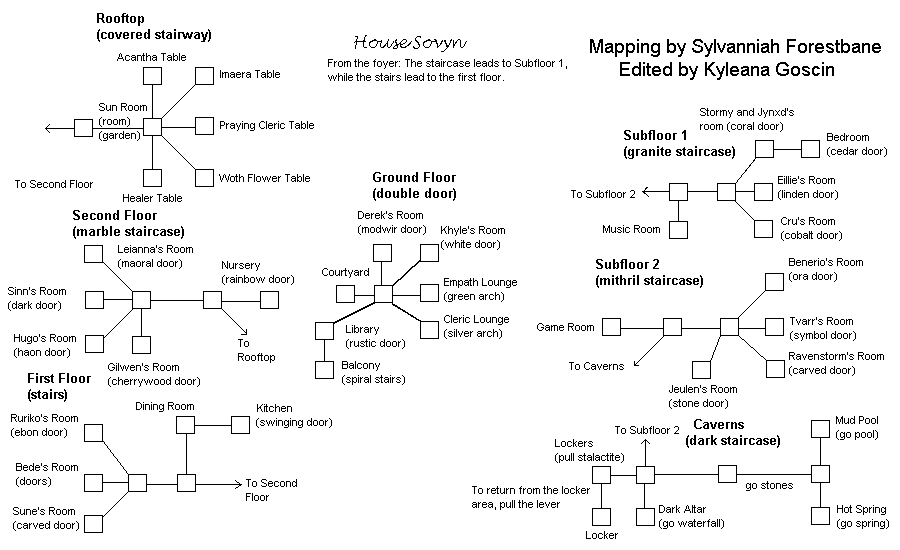 Rooftop
(covered stairway)
Acantha Table
Imaera Table
Sun Room
(room)
(garden)
Praying Cleric Table
To Second Floor
Woth Flower Table
Healer Table
House Sovyn
From the foyer: The staircase leads to Subfloor 1,
while the stairs lead to the first floor.
Mapping by Sylvanniah Forestbane
Edited by Kyleana Goscin
Second Floor
(marble staircase)
Leianna's Room
(maoral door)
Nursery
(rainbow door)
Sinn's Room
(dark door)
Hugo's Room
(haon door)
To
Rooftop
Gilwen's Room
(cherrywood door)
Ground Floor
(double door)
Derek's Room
(modwir door)
Khyle's Room
(white door)
Courtyard
Empath Lounge
(green arch)
Cleric Lounge
(silver arch)
Library
(rustic door)
Balcony
(spiral stairs)
Subfloor 1
(granite staircase)
Stormy and Jynxd's
room (coral door)
Bedroom
(cedar door)
To Subfloor 2
Eillie's Room
(linden door)
Music Room
Cru's Room
(cobalt door)
Subfloor 2
(mithril staircase)
Benerio's Room
(ora door)
Game Room
Tvarr's Room
(symbol door)
To Caverns
Ravenstorm's Room
(carved door)
Jeulen's Room
(stone door)
First Floor
(stairs)
Dining Room
Kitchen
(swinging door)
Ruriko's Room
(ebon door)
Bede's Room
(doors)
To Second
Floor
Sune's Room
(carved door)
Caverns
(dark staircase)
To Subfloor 2
Mud Pool
(go pool)
Lockers
(pull stalactite)
go stones
To return from the locker
area, pull the lever
Dark Altar
(go waterfall)
Hot Spring
(go spring)
Locker